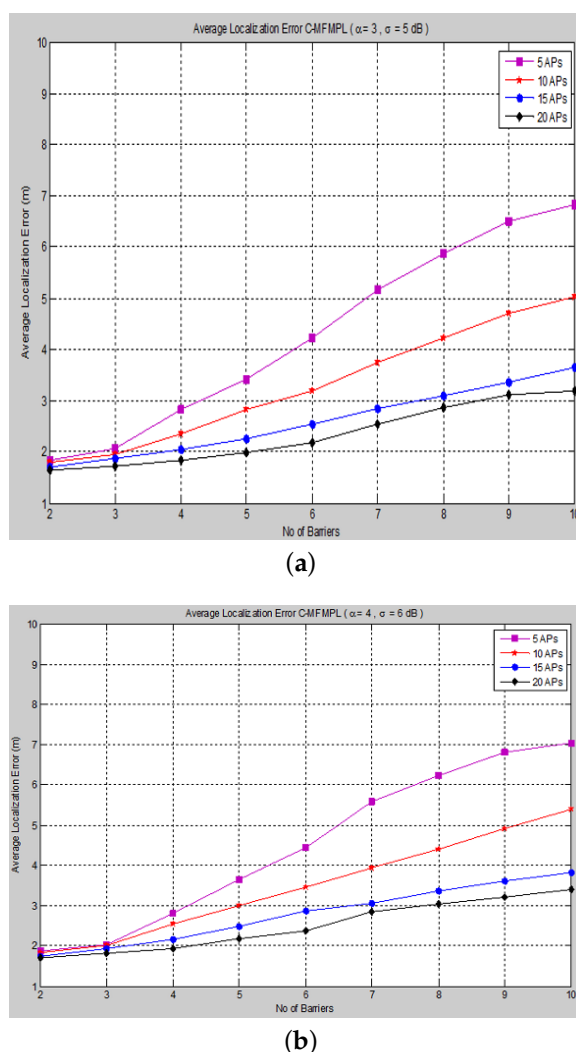 Average Localization Error C-MFMPL ( α= 3 , σ = 5 dB )
10
9
8
7
6
5
4
3
2
1
Average Localization Error (m)
5 APs
10 APs
15 APs
20 APs
2 3 4 5 6 7 8 9 10
No of Barriers
(a)
Average Localization Error C-MFMPL ( α= 4 , σ = 6 dB )
10
9
8
7
6
5
4
3
2
1
Average Localization Error (m)
5 APs
10 APs
15 APs
20 APs
2 3 4 5 6 7 8 9 10
No of Barriers
(b)